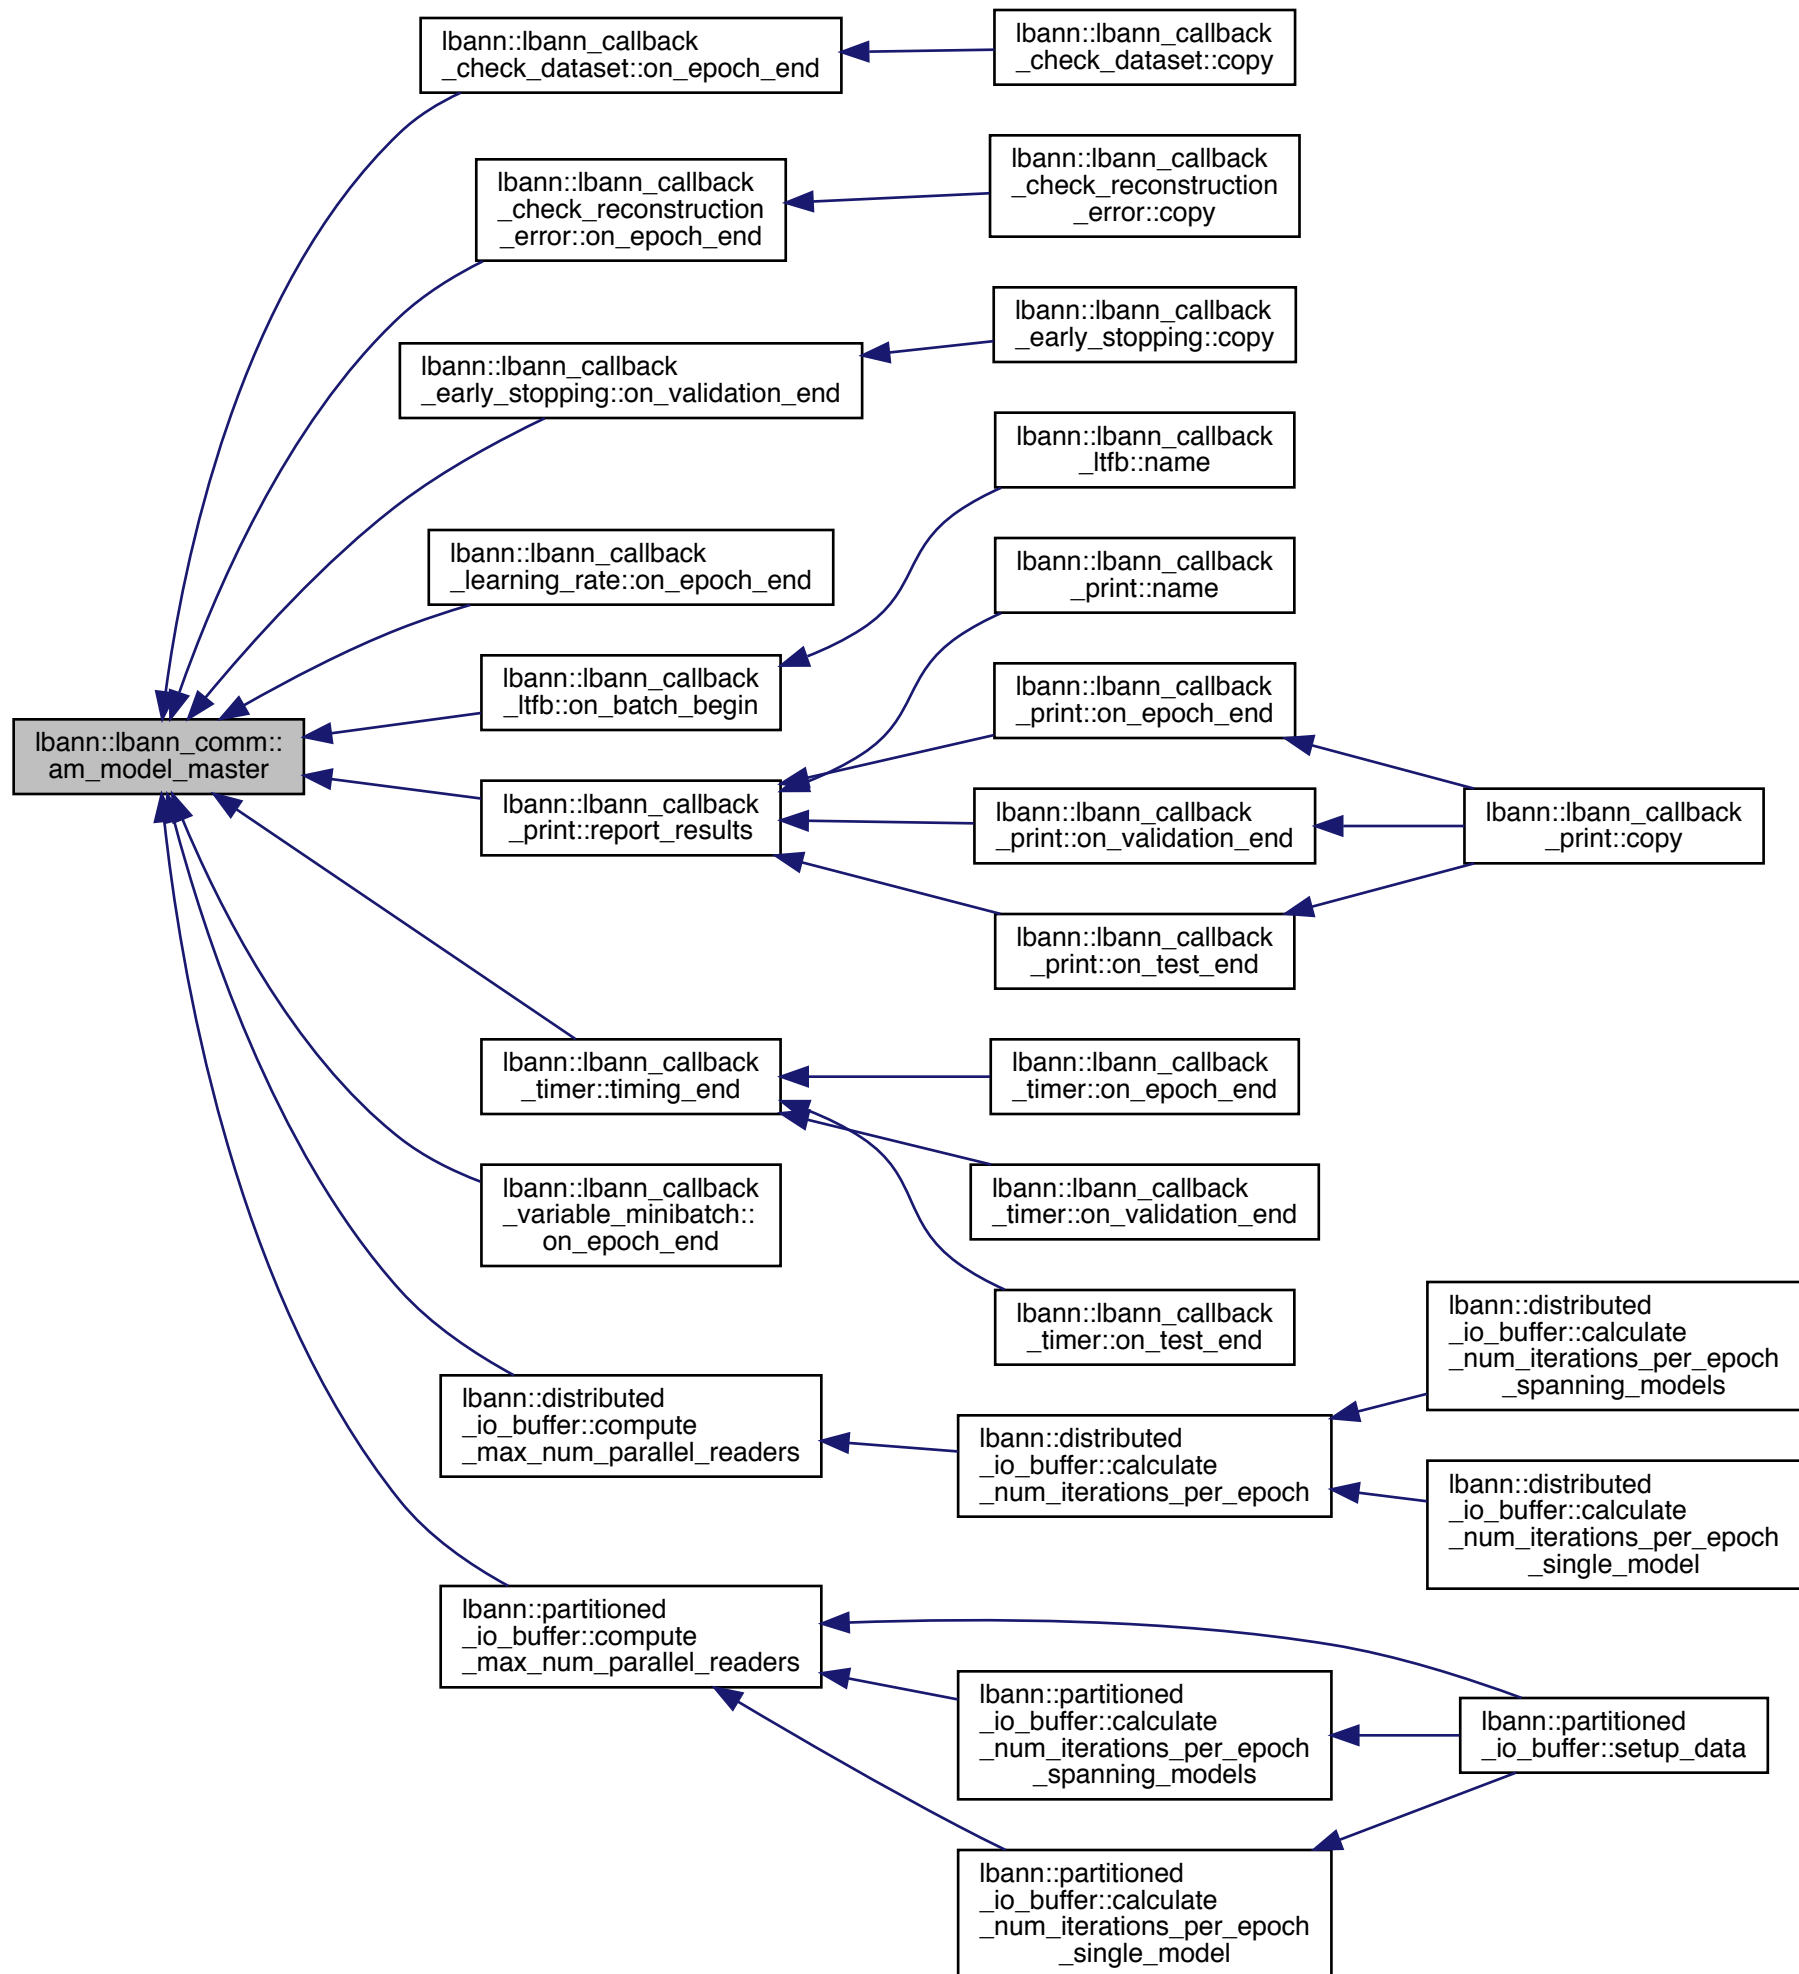 lbann::lbann_callback
_check_dataset::on_epoch_end
lbann::lbann_callback
_check_dataset::copy
lbann::lbann_callback
_check_reconstruction
_error::on_epoch_end
lbann::lbann_callback
_check_reconstruction
_error::copy
lbann::lbann_callback
_early_stopping::on_validation_end
lbann::lbann_callback
_early_stopping::copy
lbann::lbann_callback
_learning_rate::on_epoch_end
lbann::lbann_callback
_ltfb::on_batch_begin
lbann::lbann_callback
_ltfb::name
lbann::lbann_comm::
am_model_master
lbann::lbann_callback
_print::report_results
lbann::lbann_callback
_print::name
lbann::lbann_callback
_print::on_epoch_end
lbann::lbann_callback
_print::on_validation_end
lbann::lbann_callback
_print::copy
lbann::lbann_callback
_print::on_test_end
lbann::lbann_callback
_timer::timing_end
lbann::lbann_callback
_timer::on_epoch_end
lbann::lbann_callback
_timer::on_validation_end
lbann::lbann_callback
_timer::on_test_end
lbann::lbann_callback
_variable_minibatch::
on_epoch_end
lbann::distributed
_io_buffer::compute
_max_num_parallel_readers
lbann::distributed
_io_buffer::calculate
_num_iterations_per_epoch
lbann::distributed
_io_buffer::calculate
_num_iterations_per_epoch
_spanning_models
lbann::distributed
_io_buffer::calculate
_num_iterations_per_epoch
_single_model
lbann::partitioned
_io_buffer::compute
_max_num_parallel_readers
lbann::partitioned
_io_buffer::calculate
_num_iterations_per_epoch
_spanning_models
lbann::partitioned
_io_buffer::setup_data
lbann::partitioned
_io_buffer::calculate
_num_iterations_per_epoch
_single_model